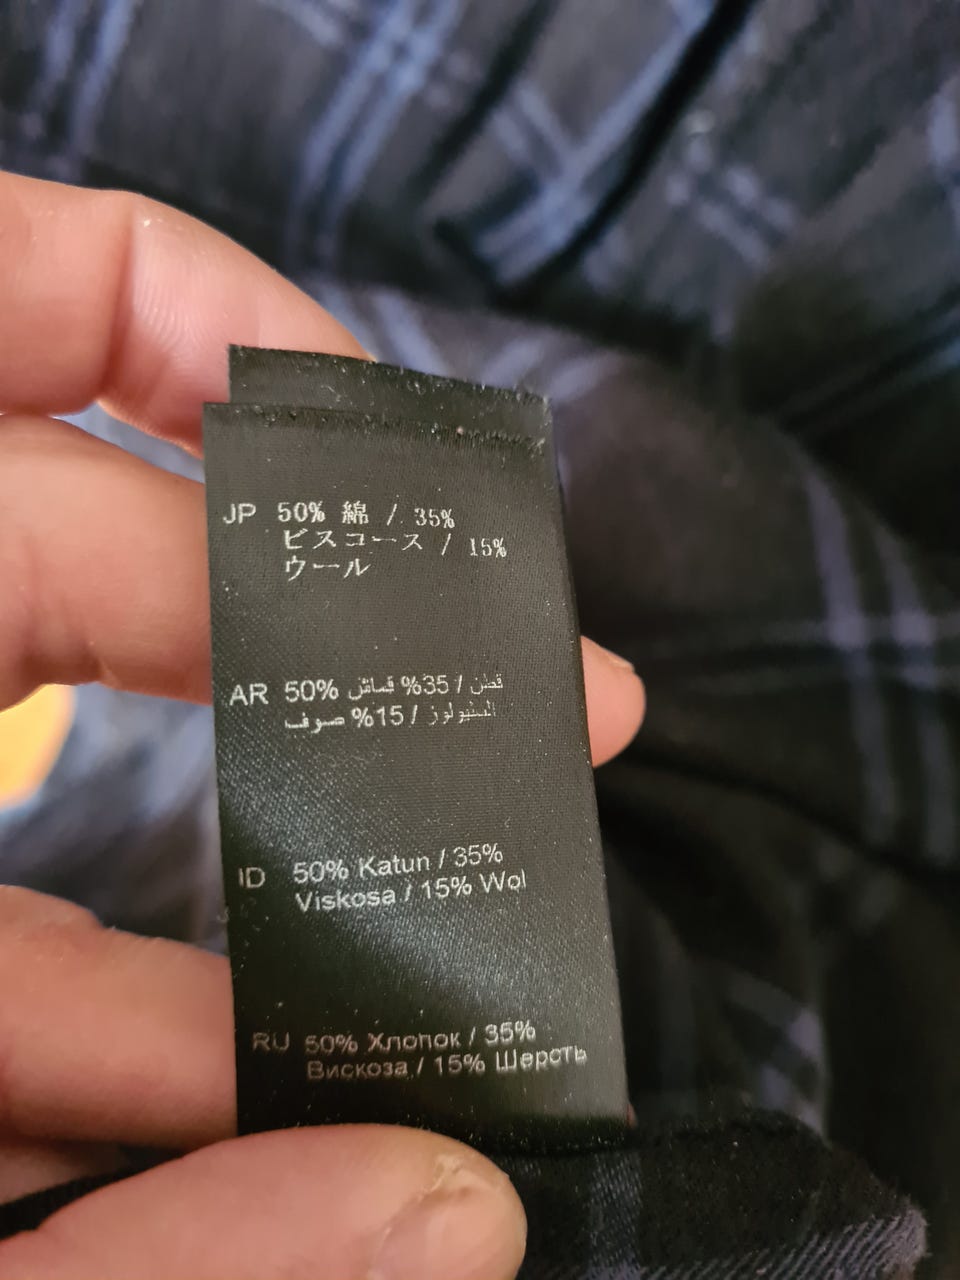 JP 50% 綿 / 35%
ビスコース / 15%
ウール
AR 50% قطن / 35% قماش
السليولوز / 15% صوف
ID 50% Katun / 35%
Viskosa / 15% Wol
RU 50% Хлопок / 35%
Вискоза / 15% Шерсть